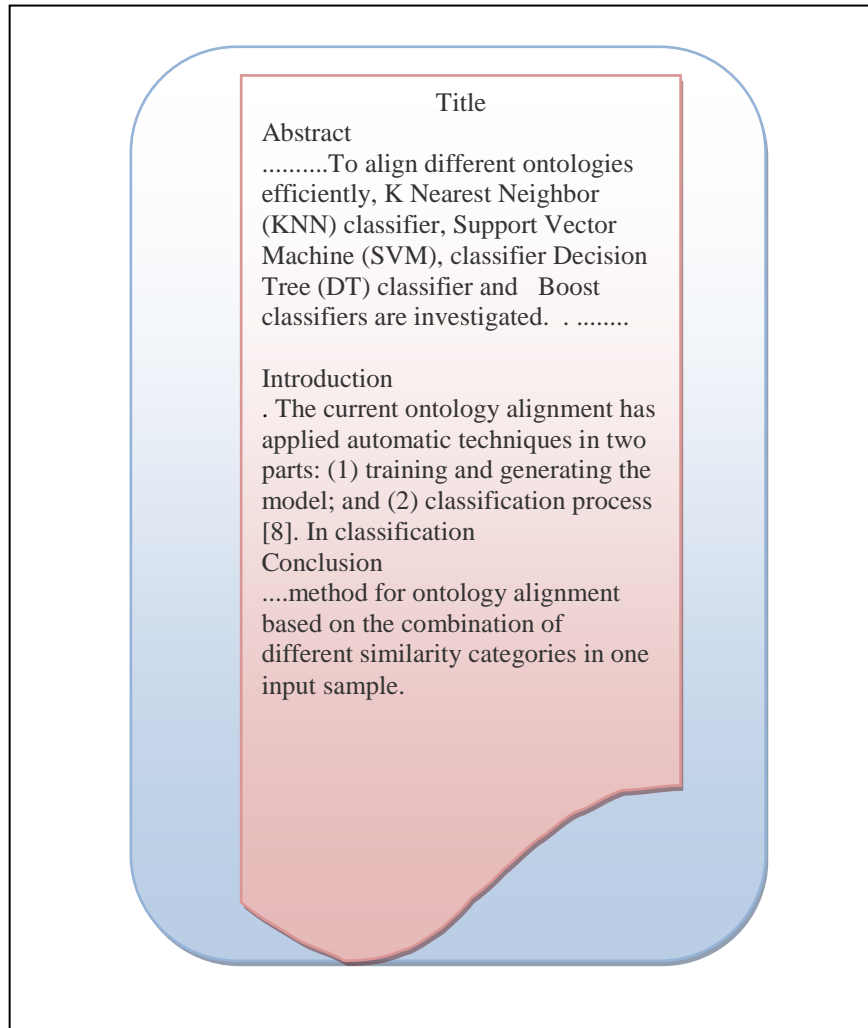 Title
Abstract
..........To align different ontologies
efficiently, K Nearest Neighbor
(KNN) classifier, Support Vector
Machine (SVM), classifier Decision
Tree (DT) classifier and   Boost
classifiers are investigated.  . ........
Introduction
. The current ontology alignment has
applied automatic techniques in two
parts: (1) training and generating the
model; and (2) classification process
[8]. In classification
Conclusion
....method for ontology alignment
based on the combination of
different similarity categories in one
input sample.